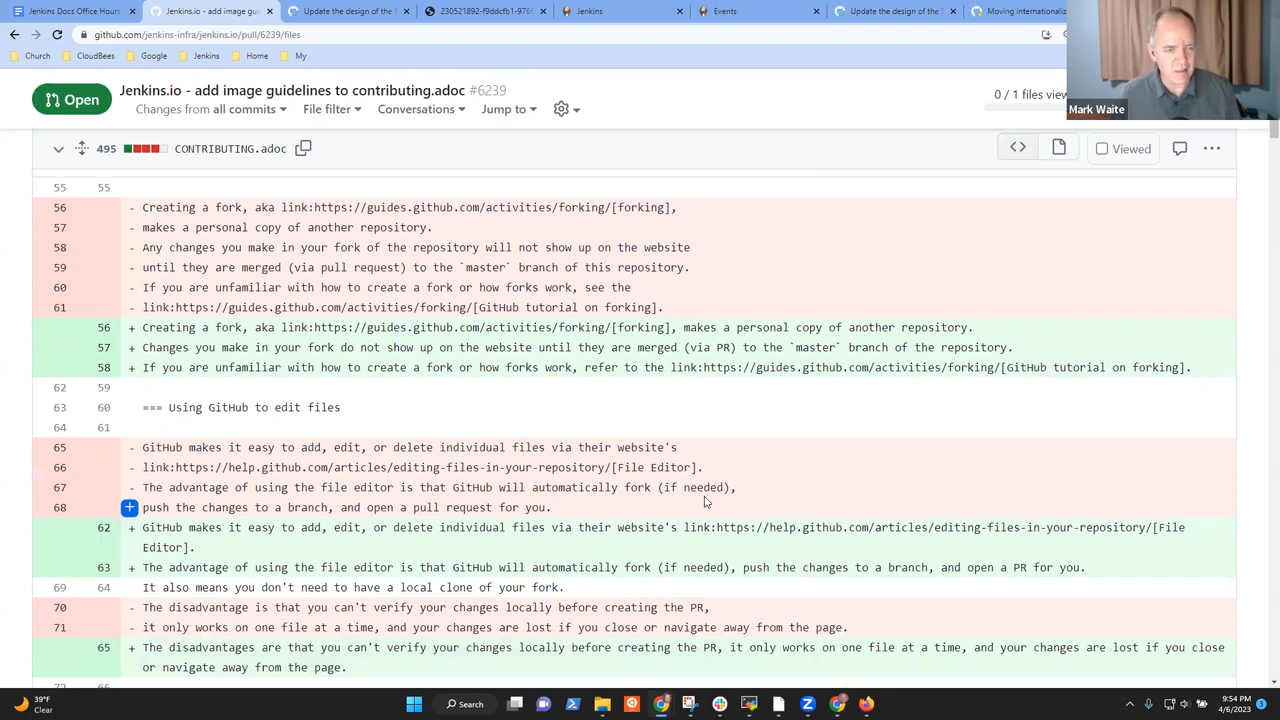 Jenkins Docs Office Hours
Jenkins.io - add image gui
Update the design of the
230521892-f9ddcfb1-9766
Jenkins
Events
Update the design of the
Moving internationaliz
github.com/jenkins-infra/jenkins.io/pull/6239/files
Church
CloudBees
Google
Jenkins
Home
My
Mark Waite
Open
Jenkins.io - add image guidelines to contributing.adoc #6239
Changes from all commits
File filter
Conversations
Jump to
0 / 1 files view
495 CONTRIBUTING.adoc
Viewed
55 55
56 - Creating a fork, aka link:https://guides.github.com/activities/forking/[forking],
57 - makes a personal copy of another repository.
58 - Any changes you make in your fork of the repository will not show up on the website
59 - until they are merged (via pull request) to the `master` branch of this repository.
60 - If you are unfamiliar with how to create a fork or how forks work, see the
61 - link:https://guides.github.com/activities/forking/[GitHub tutorial on forking].
56 + Creating a fork, aka link:https://guides.github.com/activities/forking/[forking], makes a personal copy of another repository.
57 + Changes you make in your fork do not show up on the website until they are merged (via PR) to the `master` branch of the repository.
58 + If you are unfamiliar with how to create a fork or how forks work, refer to the link:https://guides.github.com/activities/forking/[GitHub tutorial on forking].
62 59
63 60 === Using GitHub to edit files
64 61
65 - GitHub makes it easy to add, edit, or delete individual files via their website's
66 - link:https://help.github.com/articles/editing-files-in-your-repository/[File Editor].
67 - The advantage of using the file editor is that GitHub will automatically fork (if needed),
68 push the changes to a branch, and open a pull request for you.
62 + GitHub makes it easy to add, edit, or delete individual files via their website's link:https://help.github.com/articles/editing-files-in-your-repository/[File
Editor].
63 + The advantage of using the file editor is that GitHub will automatically fork (if needed), push the changes to a branch, and open a PR for you.
69 64 It also means you don't need to have a local clone of your fork.
70 - The disadvantage is that you can't verify your changes locally before creating the PR,
71 - it only works on one file at a time, and your changes are lost if you close or navigate away from the page.
65 + The disadvantages are that you can't verify your changes locally before creating the PR, it only works on one file at a time, and your changes are lost if you close
or navigate away from the page.
72 66
39°F
Clear
Search
9:54 PM
4/6/2023